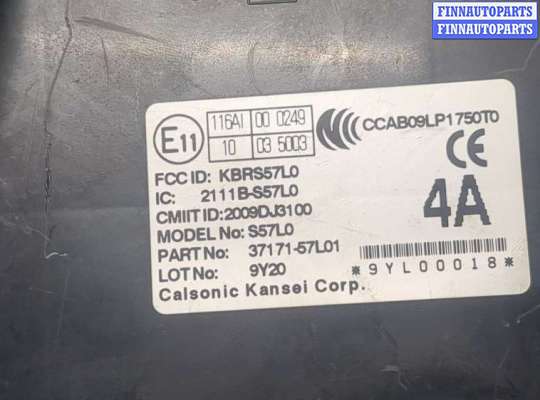 FINNAUTOPARTS
FINNAUTOPARTS
E11
116AI 00 0249
10 03 5003
CCAB09LP1750T0
CE
FCC ID: KBRS57L0
IC: 2111B-S57L0
CMIIT ID:2009DJ3100
MODEL No: S57L0
PART No: 37171-57L01
LOT No: 9Y20
4A
*9YL00018*
Calsonic Kansei Corp.